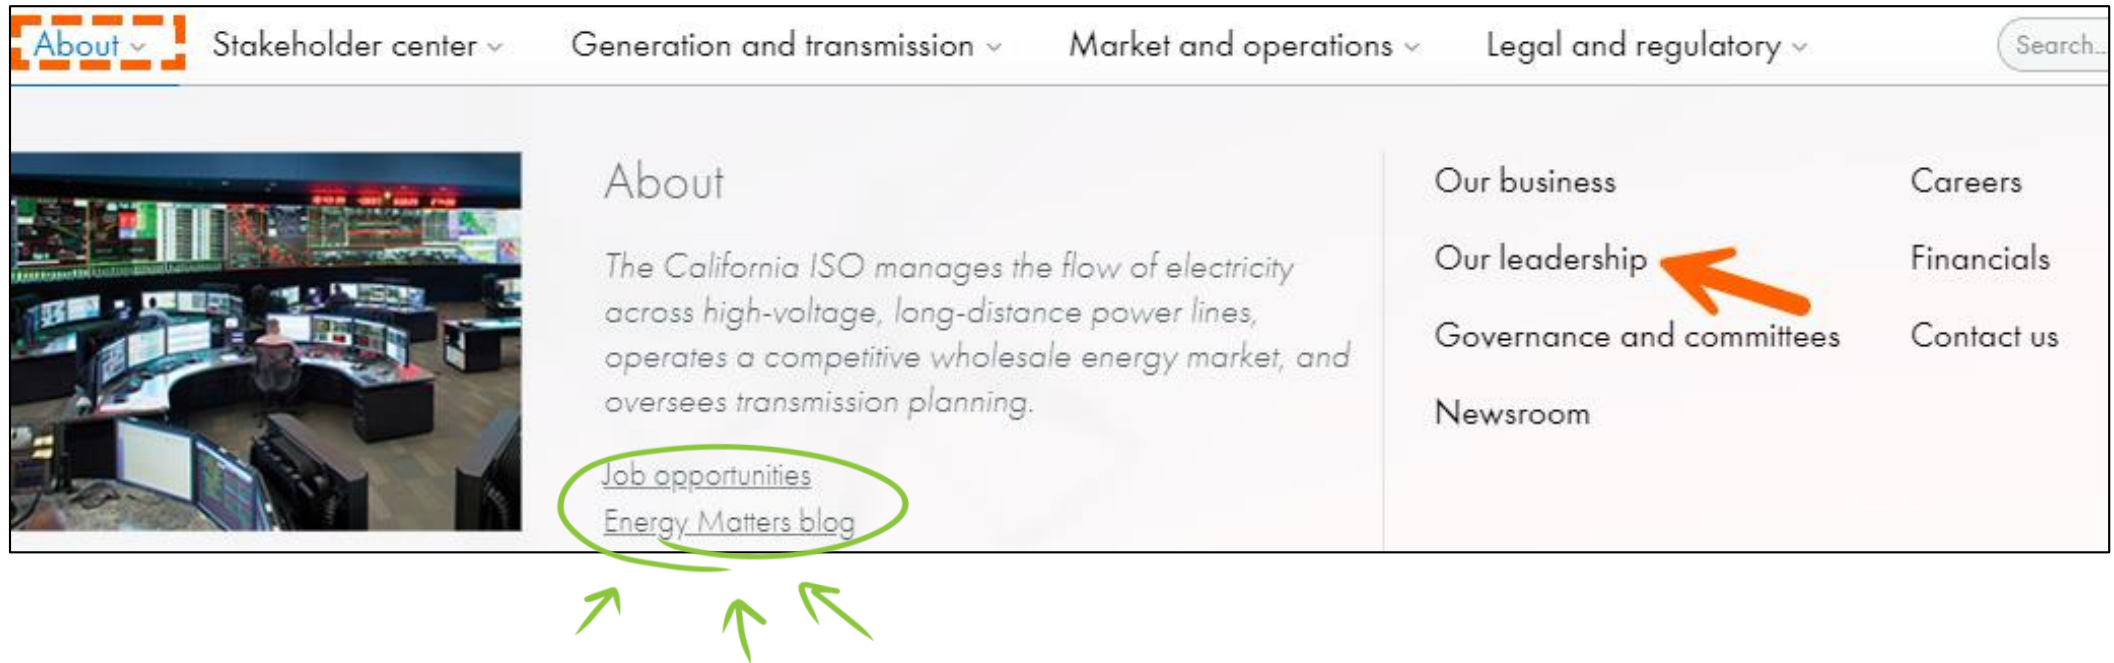 About
Stakeholder center
Generation and transmission
Market and operations
Legal and regulatory
Search...
About
The California ISO manages the flow of electricity
across high-voltage, long-distance power lines,
operates a competitive wholesale energy market, and
oversees transmission planning.
Job opportunities
Energy Matters blog
Our business
Our leadership
Governance and committees
Newsroom
Careers
Financials
Contact us